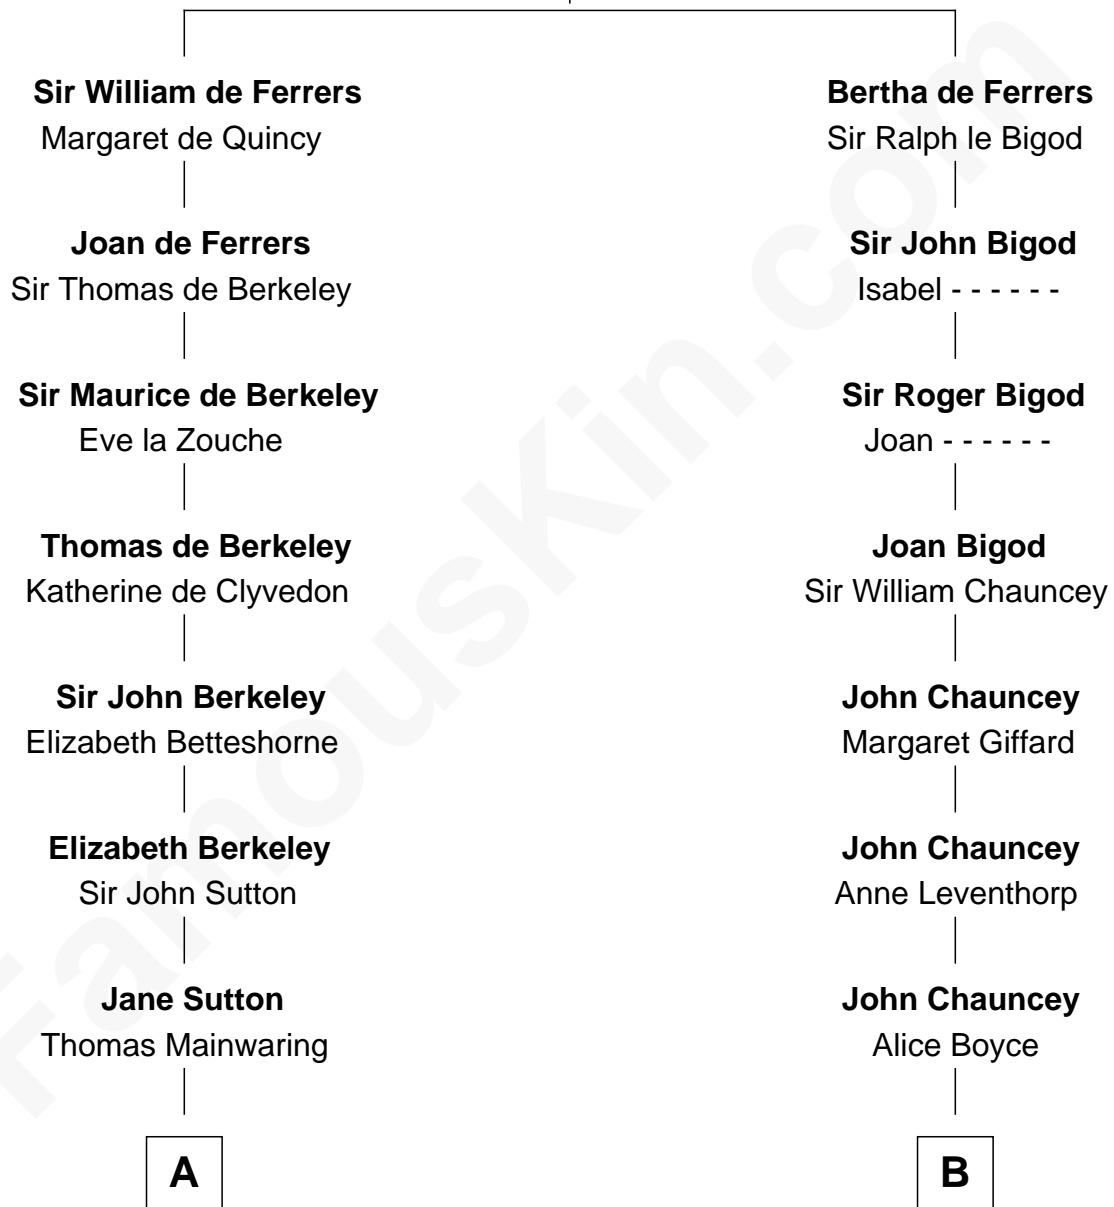 Sir William de Ferrers
Margaret de Quincy
Joan de Ferrers
Sir Thomas de Berkeley
Sir Maurice de Berkeley
Eve la Zouche
Thomas de Berkeley
Katherine de Clyvedon
Sir John Berkeley
Elizabeth Betteshorne
Elizabeth Berkeley
Sir John Sutton
Jane Sutton
Thomas Mainwaring
A
Bertha de Ferrers
Sir Ralph le Bigod
Sir John Bigod
Isabel - - - - - -
Sir Roger Bigod
Joan - - - - - -
Joan Bigod
Sir William Chauncey
John Chauncey
Margaret Giffard
John Chauncey
Anne Leventhorp
John Chauncey
Alice Boyce
B
FamousKin.com